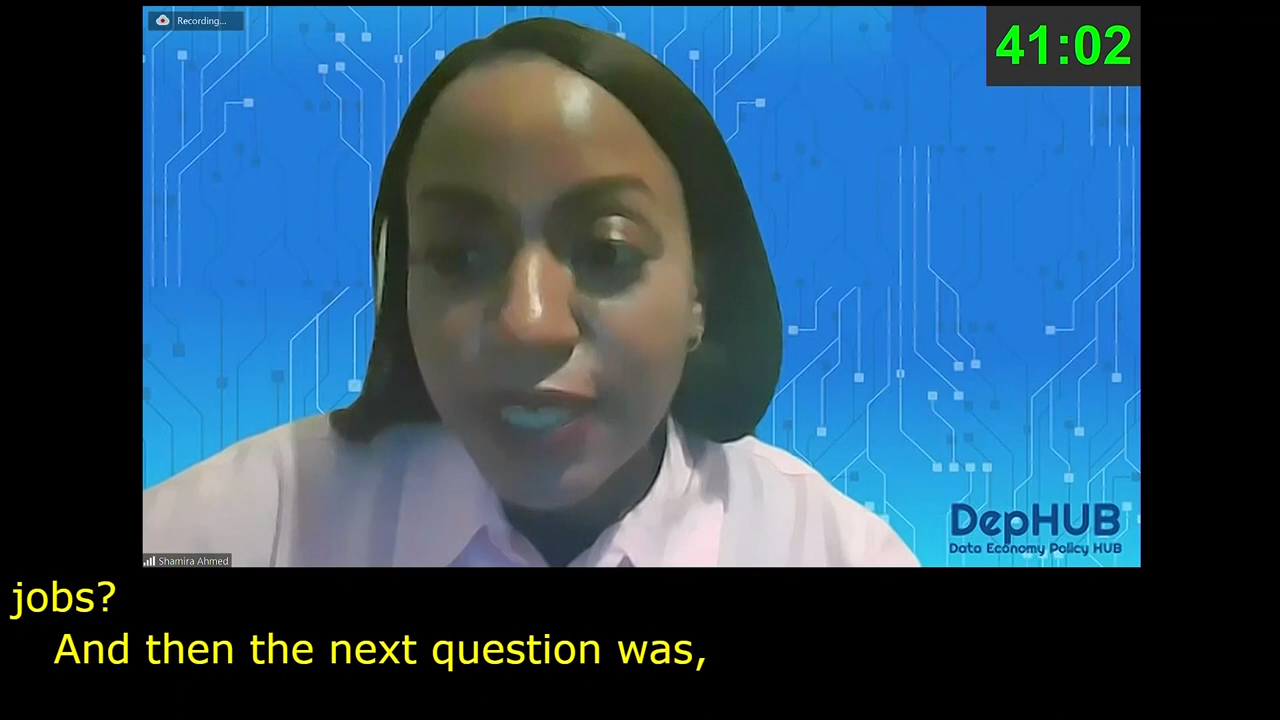 Recording...
41:02
DepHUB
Data Economy Policy HUB
Shamira Ahmed
jobs?
And then the next question was,